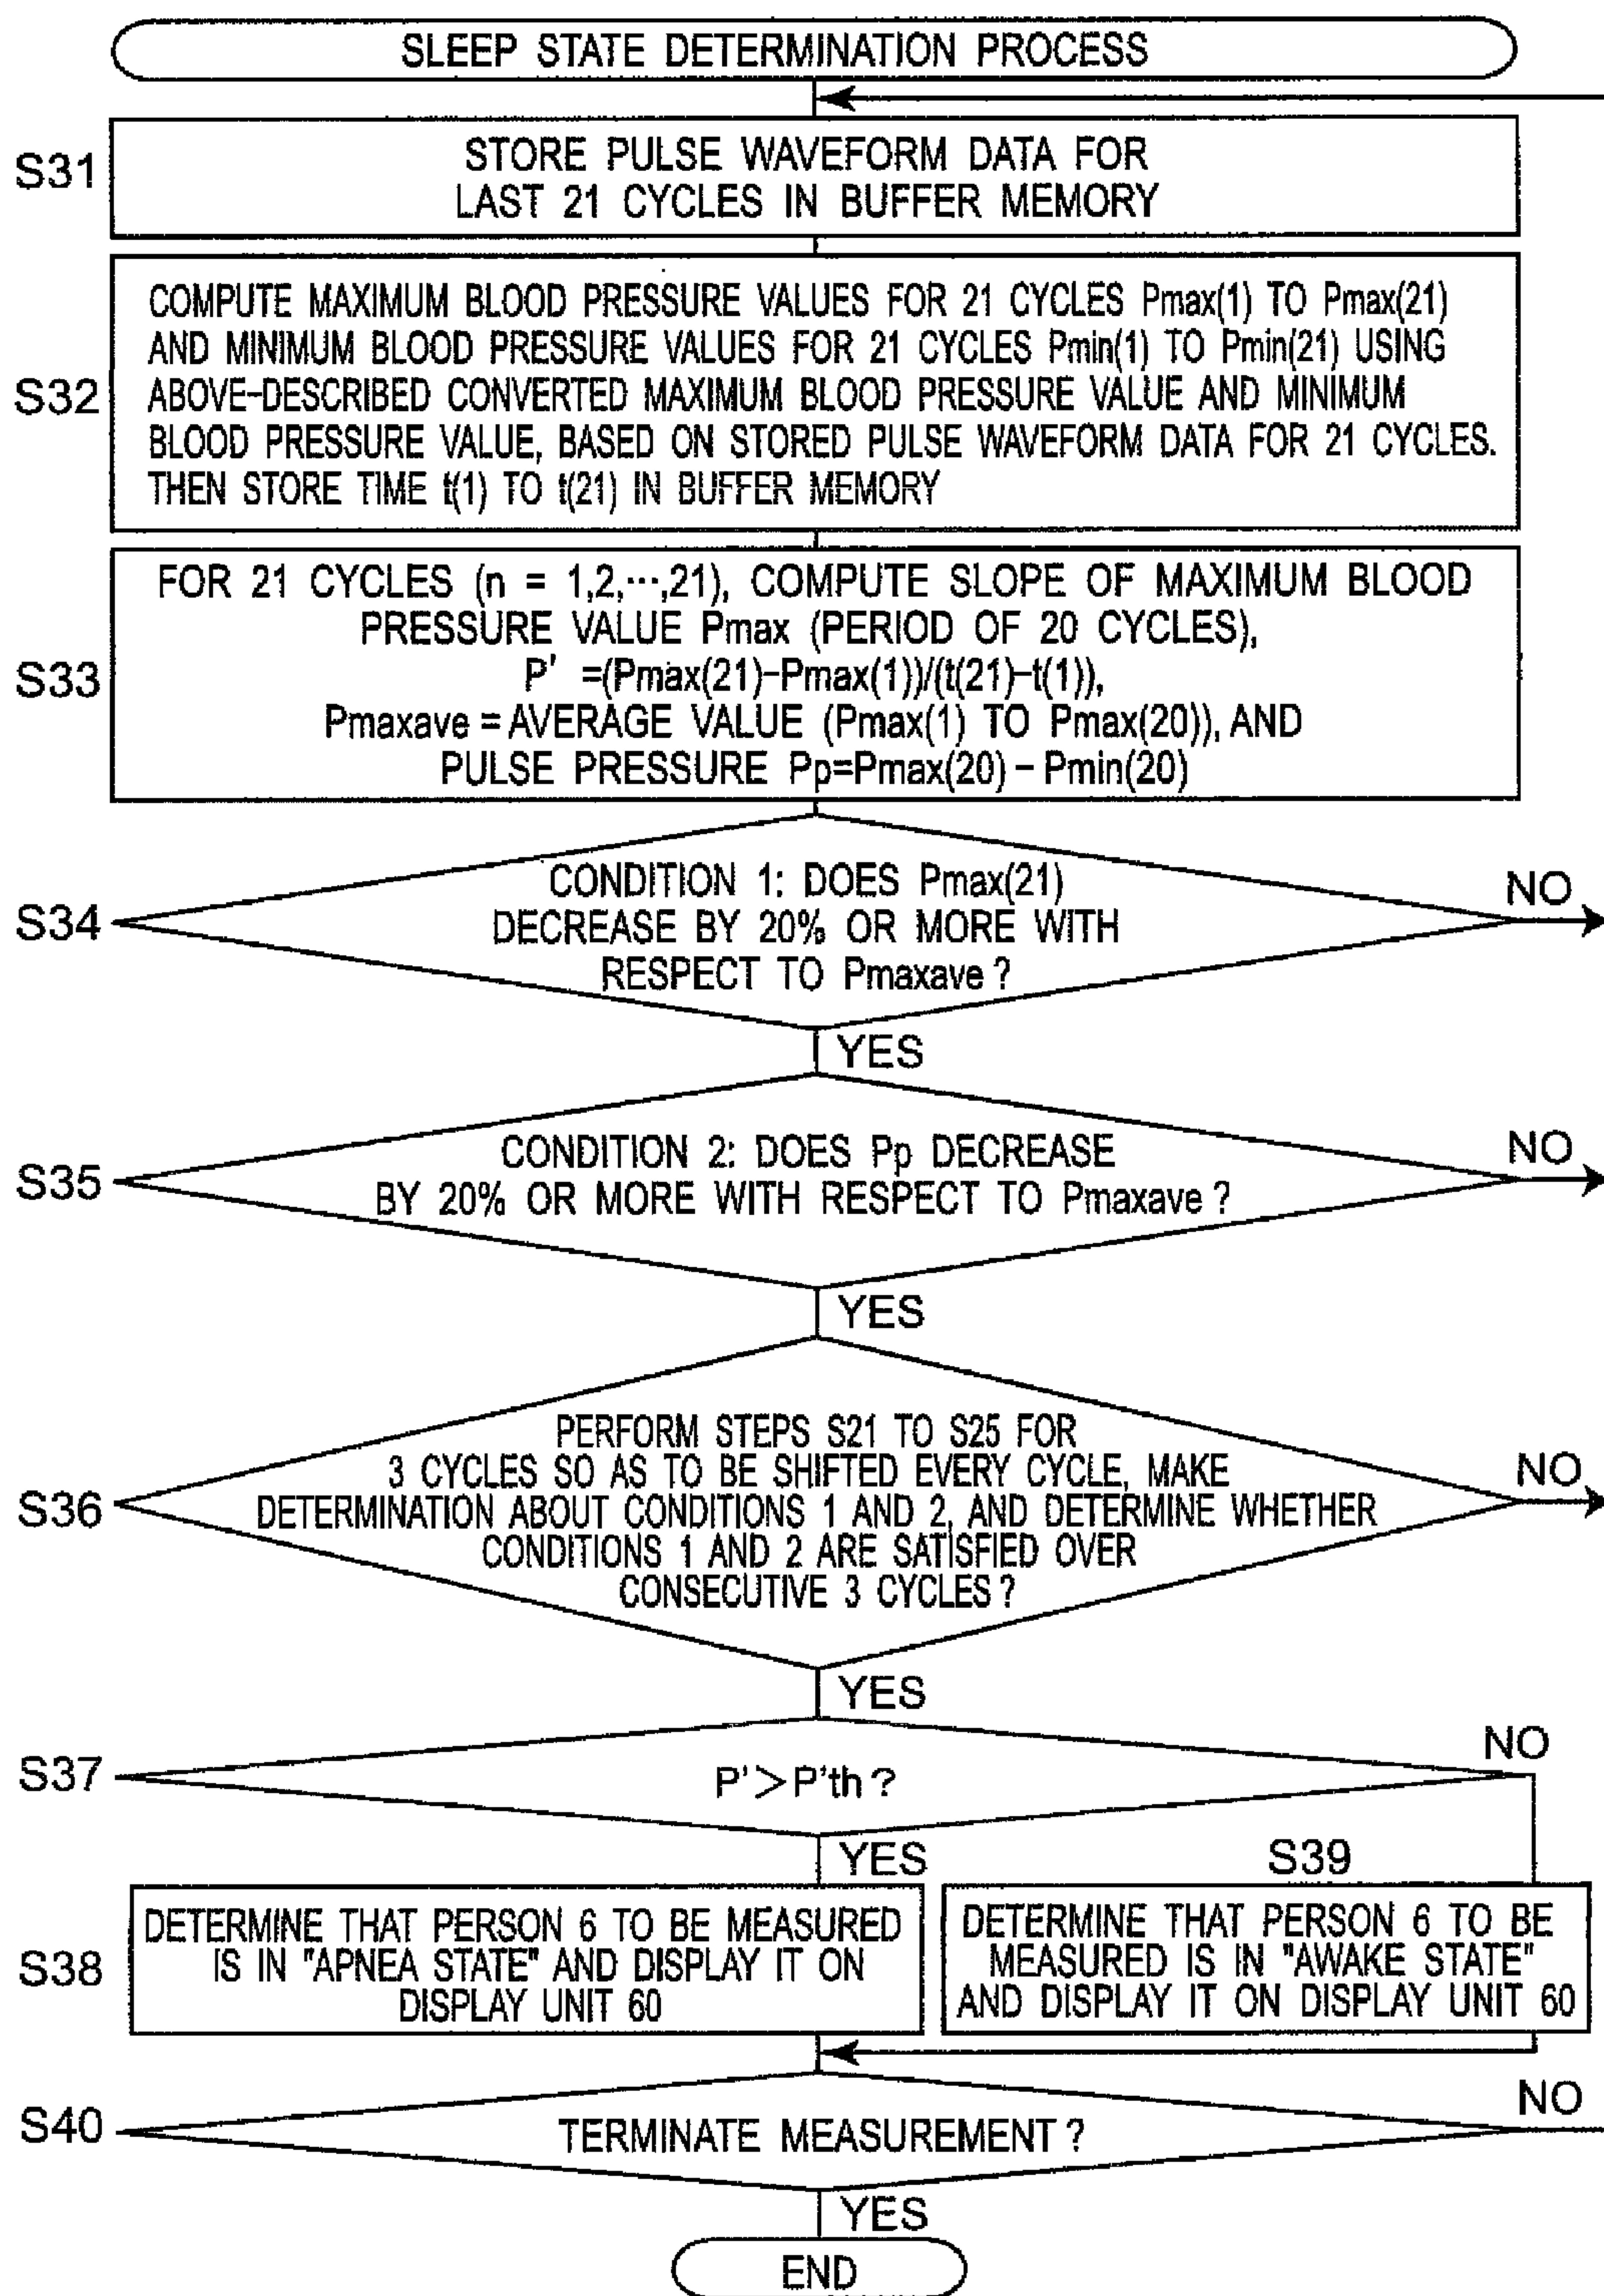 SLEEP STATE DETERMINATION PROCESS
S31
STORE PULSE WAVEFORM DATA FOR
LAST 21 CYCLES IN BUFFER MEMORY
S32
COMPUTE MAXIMUM BLOOD PRESSURE VALUES FOR 21 CYCLES Pmax(1) TO Pmax(21)
AND MINIMUM BLOOD PRESSURE VALUES FOR 21 CYCLES Pmin(1) TO Pmin(21) USING
ABOVE-DESCRIBED CONVERTED MAXIMUM BLOOD PRESSURE VALUE AND MINIMUM
BLOOD PRESSURE VALUE, BASED ON STORED PULSE WAVEFORM DATA FOR 21 CYCLES.
THEN STORE TIME t(1) TO t(21) IN BUFFER MEMORY
S33
FOR 21 CYCLES (n = 1,2,⋯,21), COMPUTE SLOPE OF MAXIMUM BLOOD
PRESSURE VALUE Pmax (PERIOD OF 20 CYCLES),
P' =(Pmax(21)-Pmax(1))/(t(21)-t(1)),
Pmaxave = AVERAGE VALUE (Pmax(1) TO Pmax(20)), AND
PULSE PRESSURE Pp=Pmax(20) - Pmin(20)
S34
CONDITION 1: DOES Pmax(21)
DECREASE BY 20% OR MORE WITH
RESPECT TO Pmaxave ?
NO
YES
S35
CONDITION 2: DOES Pp DECREASE
BY 20% OR MORE WITH RESPECT TO Pmaxave ?
NO
YES
S36
PERFORM STEPS S21 TO S25 FOR
3 CYCLES SO AS TO BE SHIFTED EVERY CYCLE, MAKE
DETERMINATION ABOUT CONDITIONS 1 AND 2, AND DETERMINE WHETHER
CONDITIONS 1 AND 2 ARE SATISFIED OVER
CONSECUTIVE 3 CYCLES ?
NO
YES
S37
P' > P'th ?
NO
YES
S38
DETERMINE THAT PERSON 6 TO BE MEASURED
IS IN "APNEA STATE" AND DISPLAY IT ON
DISPLAY UNIT 60
S39
DETERMINE THAT PERSON 6 TO BE
MEASURED IS IN "AWAKE STATE"
AND DISPLAY IT ON DISPLAY UNIT 60
S40
TERMINATE MEASUREMENT ?
NO
YES
END